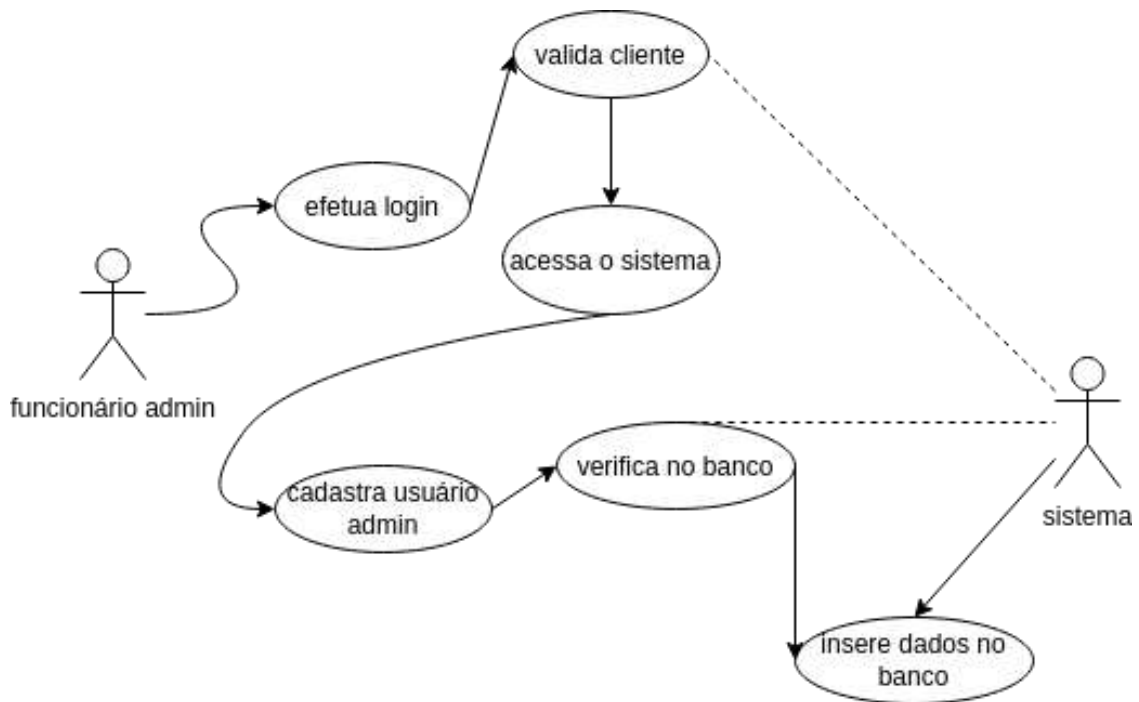 valida cliente
efetua login
acessa o sistema
funcionário admin
verifica no banco
cadastra usuário
admin
sistema
insere dados no
banco